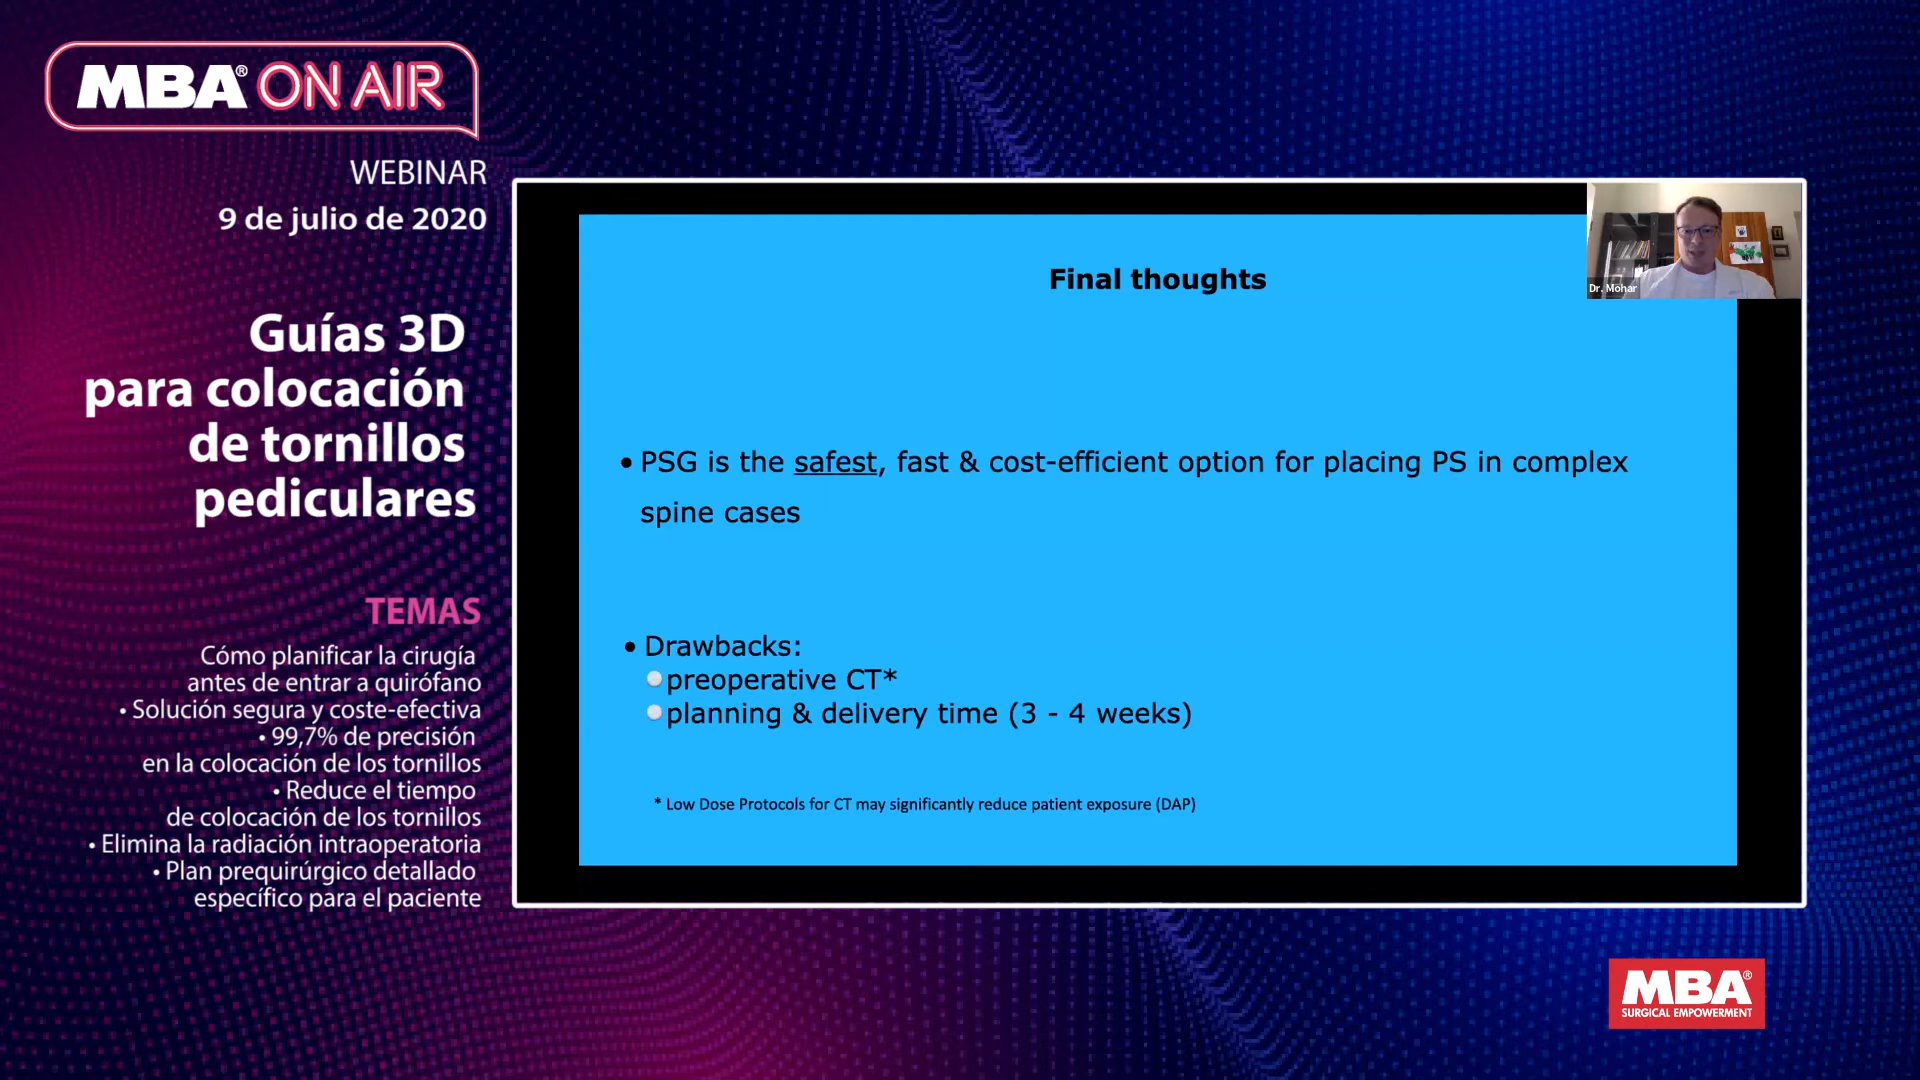 MBA® ON AIR
WEBINAR
9 de julio de 2020
Guías 3D
para colocación
de tornillos
pediculares
TEMAS
Cómo planificar la cirugía
antes de entrar a quirófano
• Solución segura y coste-efectiva
• 99,7% de precisión
en la colocación de los tornillos
• Reduce el tiempo
de colocación de los tornillos
• Elimina la radiación intraoperatoria
• Plan prequirúrgico detallado
específico para el paciente
Dr. Mohar
Final thoughts
• PSG is the safest, fast & cost-efficient option for placing PS in complex
spine cases
• Drawbacks:
preoperative CT*
planning & delivery time (3 - 4 weeks)
* Low Dose Protocols for CT may significantly reduce patient exposure (DAP)
MBA®
SURGICAL EMPOWERMENT